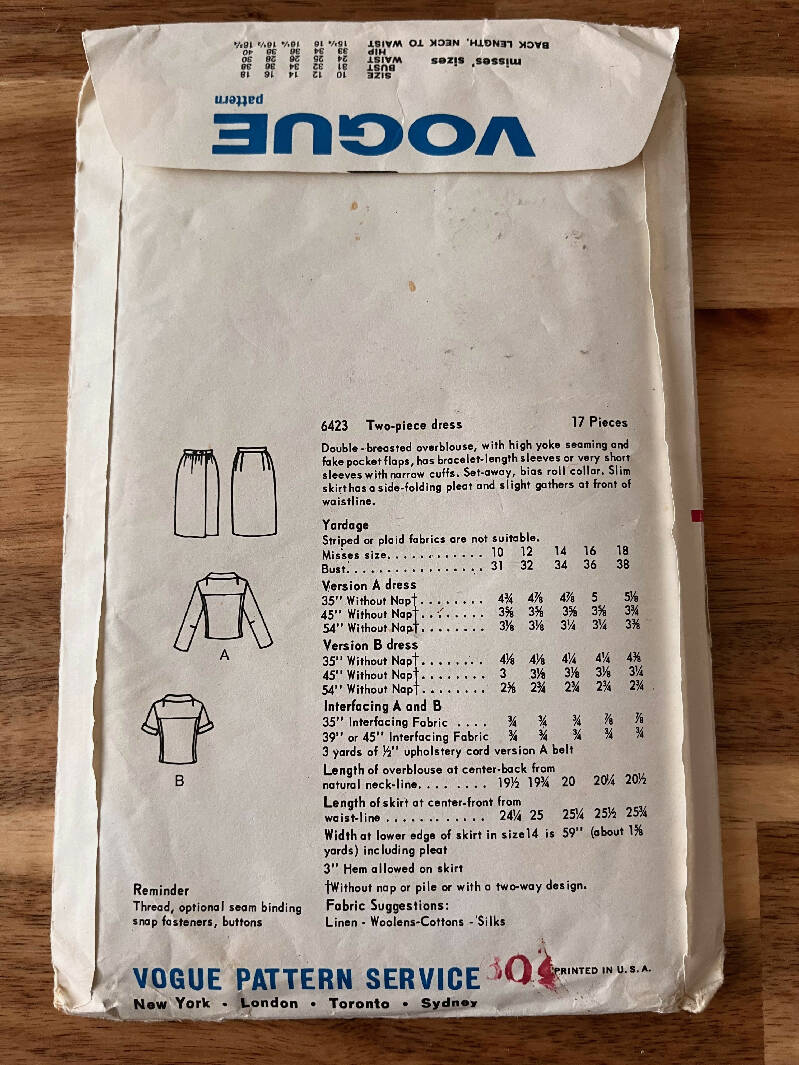 VOGUE
pattern
misses' sizes
SIZE 10 12 14 16 18
BUST 31 32 34 36 38
WAIST 24 25 26 28 30
HIP 33 34 36 38 40
BACK LENGTH, NECK TO WAIST 15¾ 16 16¼ 16½ 16¾
6423 Two-piece dress 17 Pieces
Double-breasted overblouse, with high yoke seaming and
fake pocket flaps, has bracelet-length sleeves or very short
sleeves with narrow cuffs. Set-away, bias roll collar. Slim
skirt has a side-folding pleat and slight gathers at front of
waistline.
Yardage
Striped or plaid fabrics are not suitable.
Misses size............ 10 12 14 16 18
Bust................. 31 32 34 36 38
Version A dress
35" Without Nap†........ 4¾ 4⅞ 4⅞ 5 5⅛
45" Without Nap†........ 3⅝ 3⅝ 3⅝ 3⅝ 3¾
54" Without Nap†........ 3⅛ 3⅛ 3¼ 3¼ 3⅜
Version B dress
35" Without Nap†........ 4⅛ 4⅛ 4¼ 4¼ 4⅜
45" Without Nap†........ 3 3⅛ 3⅛ 3⅛ 3¼
54" Without Nap†........ 2⅝ 2¾ 2¾ 2¾ 2¾
Interfacing A and B
35" Interfacing Fabric .... ¾ ¾ ¾ ⅞ ⅞
39" or 45" Interfacing Fabric ¾ ¾ ¾ ¾ ¾
3 yards of ½" upholstery cord version A belt
Length of overblouse at center-back from
natural neck-line......... 19½ 19¾ 20 20¼ 20½
Length of skirt at center-front from
waist-line ............ 24¼ 25 25¼ 25½ 25¾
Width at lower edge of skirt in size 14 is 59" (about 1⅝
yards) including pleat
3" Hem allowed on skirt
†Without nap or pile or with a two-way design.
Fabric Suggestions:
Linen - Woolens-Cottons - Silks
A
B
Reminder
Thread, optional seam binding
snap fasteners, buttons
VOGUE PATTERN SERVICE
PRINTED IN U.S.A.
New York • London • Toronto • Sydney